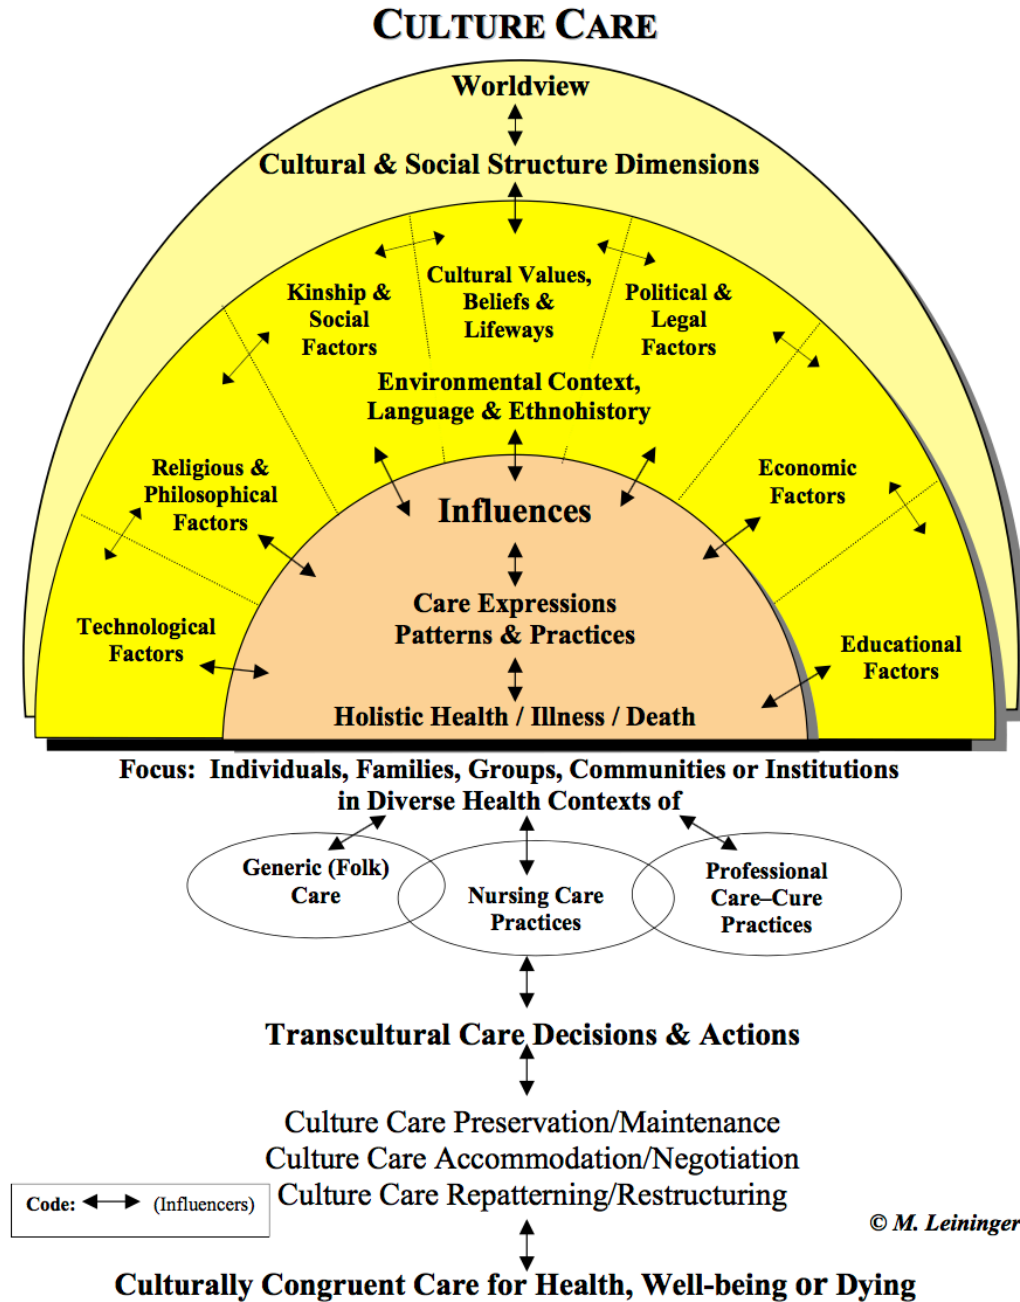 CULTURE CARE
Worldview
Cultural & Social Structure Dimensions
Cultural Values,
Beliefs &
Lifeways
Kinship &
Social
Factors
Political &
Legal
Factors
Environmental Context,
Language & Ethnohistory
Religious &
Philosophical
Factors
Economic
Factors
Technological
Factors
Educational
Factors
Influences
Care Expressions
Patterns & Practices
Holistic Health / Illness / Death
Focus: Individuals, Families, Groups, Communities or Institutions
in Diverse Health Contexts of
Generic (Folk)
Care
Nursing Care
Practices
Professional
Care–Cure
Practices
Transcultural Care Decisions & Actions
Culture Care Preservation/Maintenance
Culture Care Accommodation/Negotiation
Culture Care Repatterning/Restructuring
Code: (Influencers)
© M. Leininger
Culturally Congruent Care for Health, Well-being or Dying